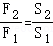 F₂/F₁ = S₂/S₁